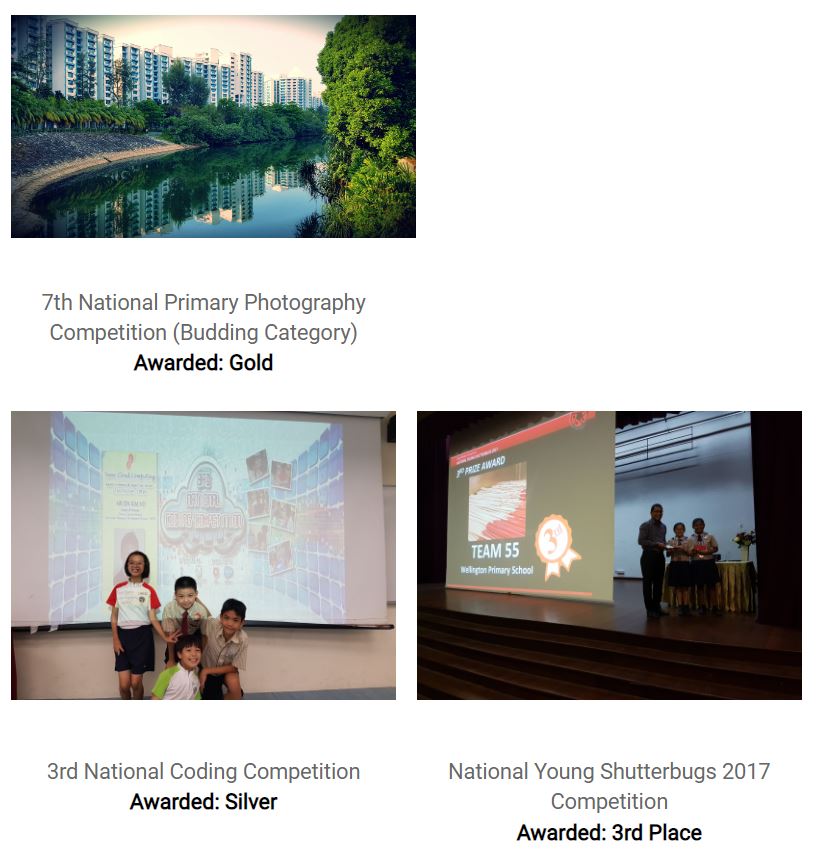 7th National Primary Photography
Competition (Budding Category)
Awarded: Gold
3RD PRIZE AWARD
3rd
TEAM 55
Wellington Primary School
3rd National Coding Competition
Awarded: Silver
National Young Shutterbugs 2017
Competition
Awarded: 3rd Place